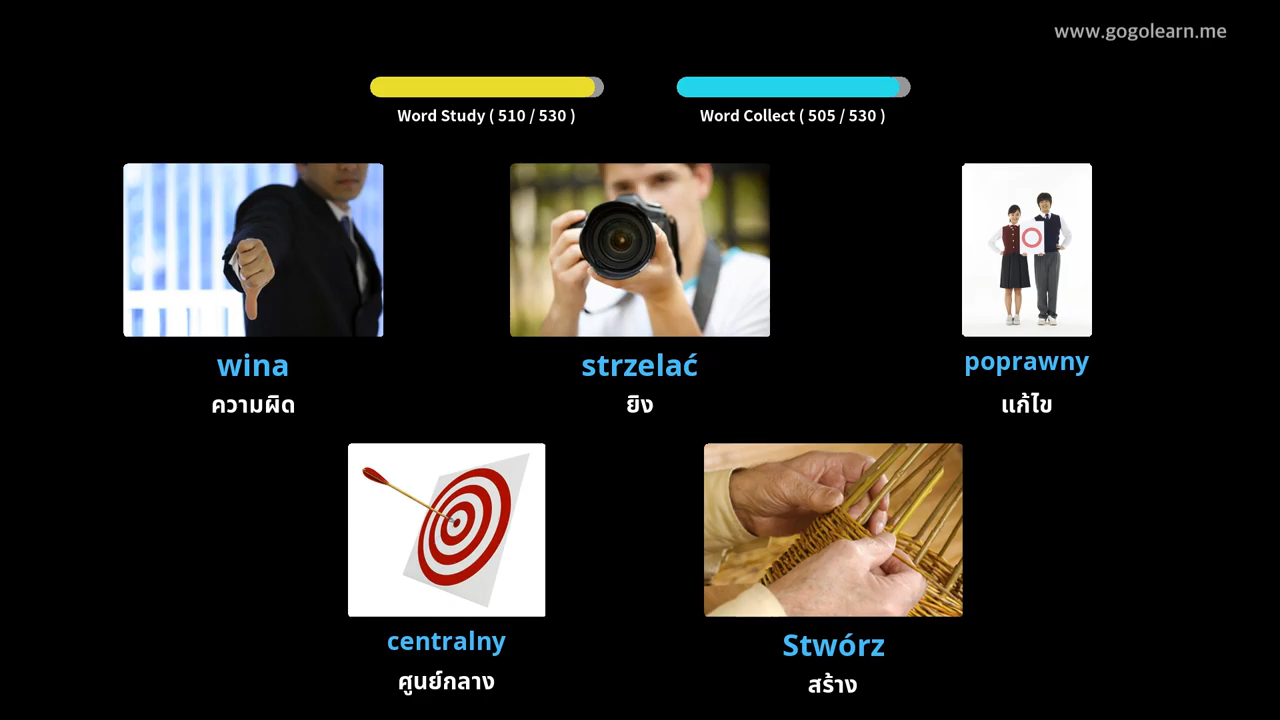 www.gogolearn.me
Word Study ( 510 / 530 )
Word Collect ( 505 / 530 )
wina
ความผิด
strzelać
ยิง
poprawny
แก้ไข
centralny
ศูนย์กลาง
Stwórz
สร้าง